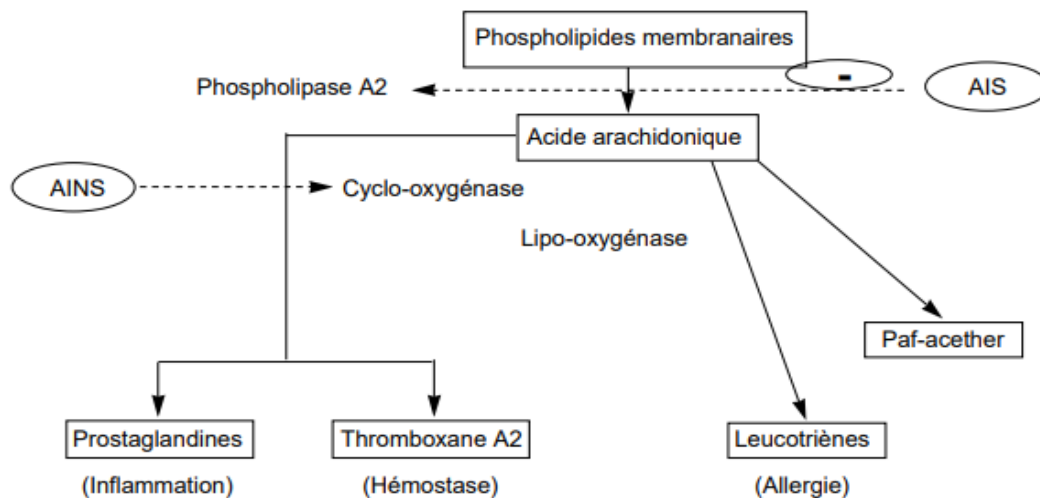 Phospholipides membranaires
-
Phospholipase A2
AIS
Acide arachidonique
AINS
Cyclo-oxygénase
Lipo-oxygénase
Paf-acether
Prostaglandines
Thromboxane A2
Leucotriènes
(Inflammation)
(Hémostase)
(Allergie)